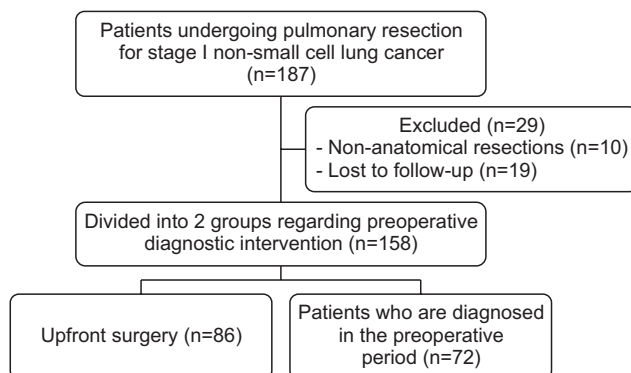 Patients undergoing pulmonary resection
for stage I non-small cell lung cancer
(n=187)
Excluded (n=29)
- Non-anatomical resections (n=10)
- Lost to follow-up (n=19)
Divided into 2 groups regarding preoperative
diagnostic intervention (n=158)
Upfront surgery (n=86)
Patients who are diagnosed
in the preoperative
period (n=72)